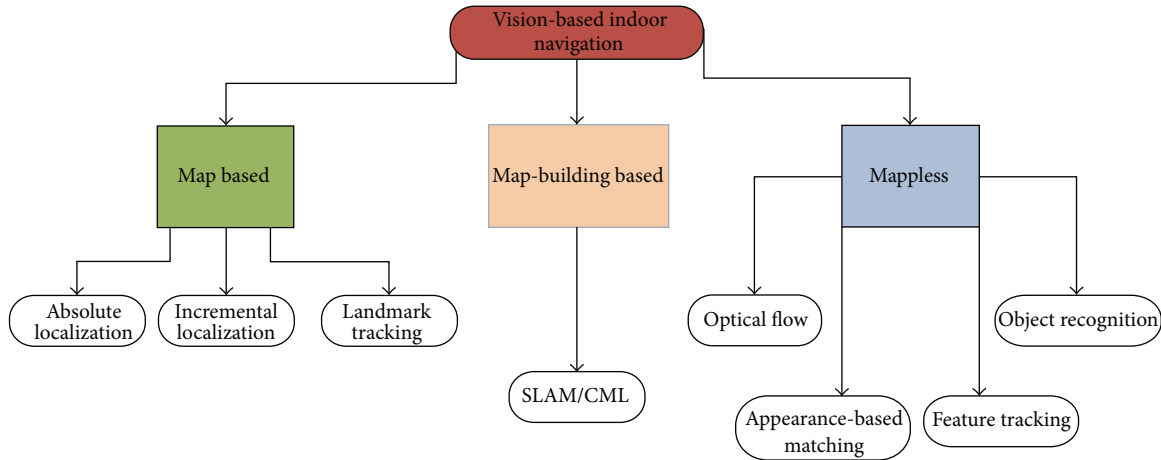 Vision-based indoor
navigation
Map based
Map-building based
Mappless
Absolute
localization
Incremental
localization
Landmark
tracking
Optical flow
Object recognition
SLAM/CML
Appearance-based
matching
Feature tracking